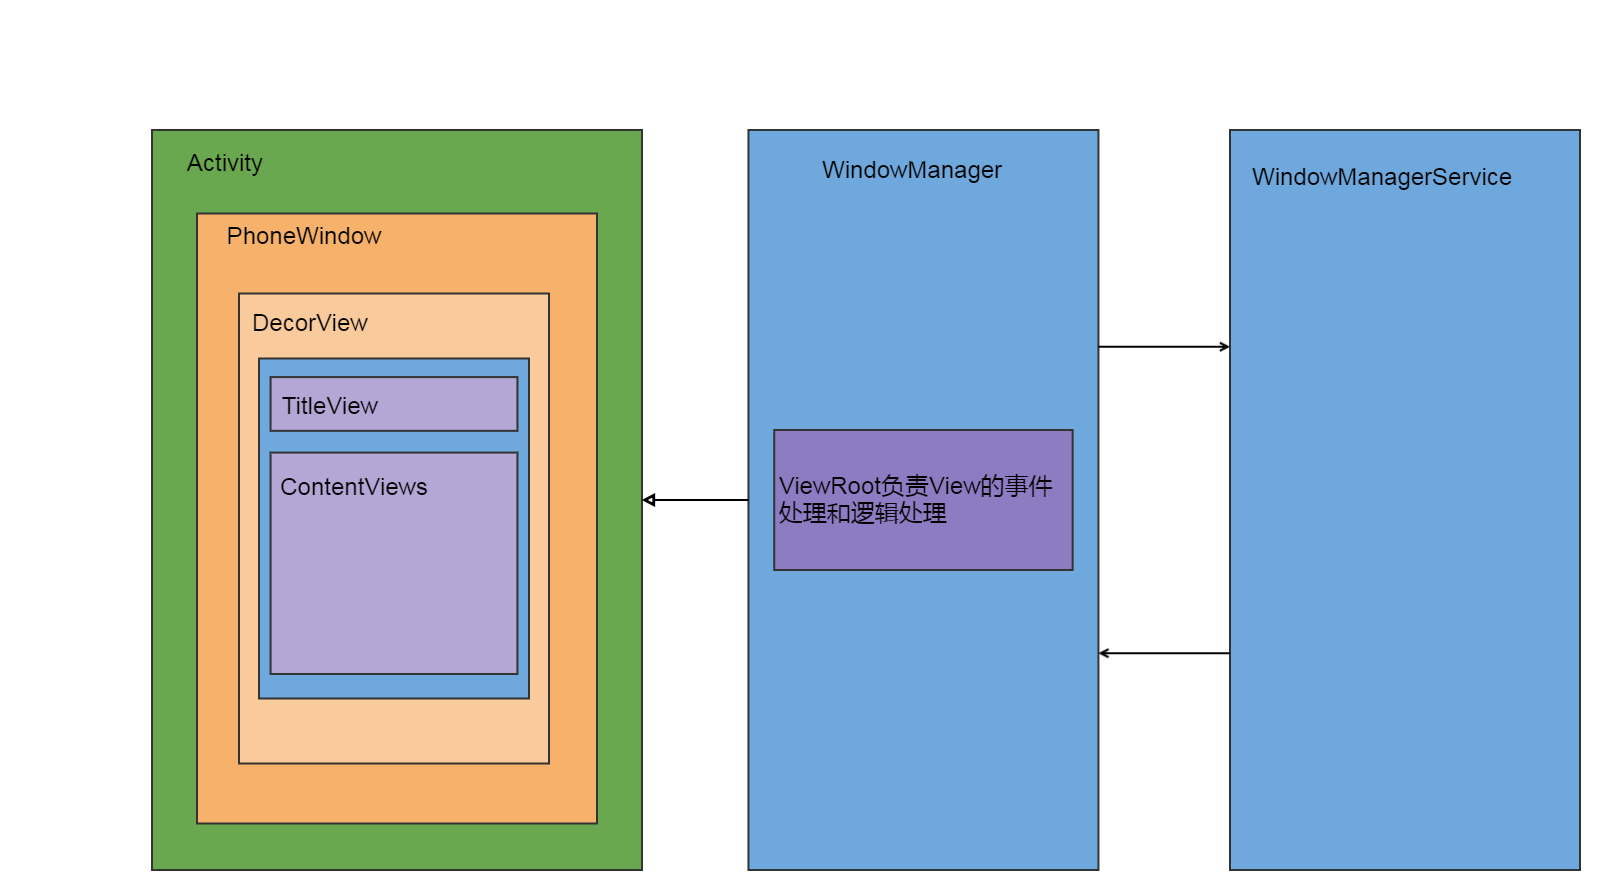 Activity
PhoneWindow
DecorView
TitleView
ContentViews
WindowManager
ViewRoot负责View的事件
处理和逻辑处理
WindowManagerService